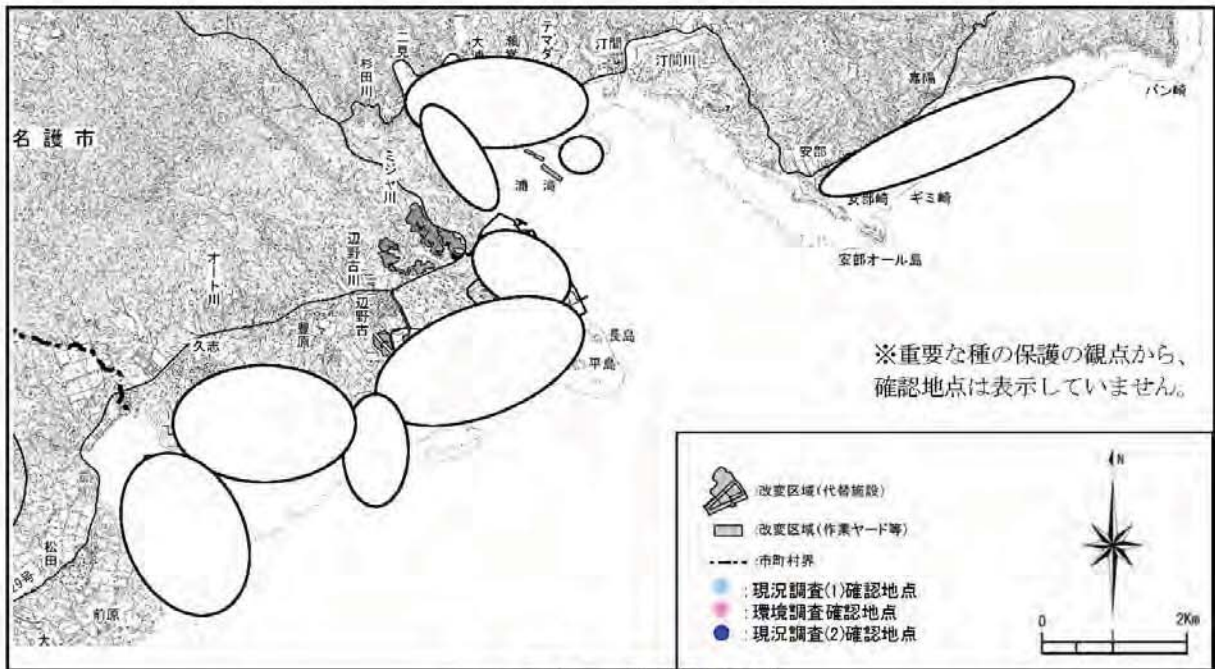 二見
大浦
テマダ
汀間
汀間川
杉田川
嘉陽
バン崎
名護市
安部
ミジャ川
浦湾
安部崎
ギミ崎
安部オール島
辺野古川
オート川
辺野古
豊原
久志
長島
平島
※重要な種の保護の観点から、
確認地点は表示していません。
:改変区域(代替施設)
:改変区域(作業ヤード等)
:市町村界
:現況調査(1)確認地点
:環境調査確認地点
:現況調査(2)確認地点
N
0 2Km
松田
29号
前原
大